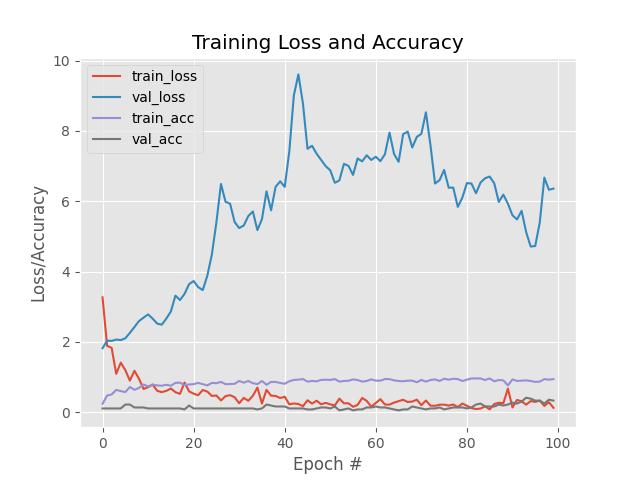 Training Loss and Accuracy
train_loss
val_loss
train_acc
val_acc
Loss/Accuracy
10
8
6
4
2
0
0 20 40 60 80 100
Epoch #